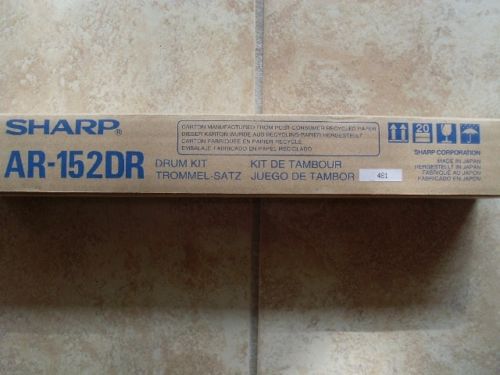 SHARP®
AR-152DR
CARTON MANUFACTURED FROM POST-CONSUMER RECYCLED PAPER
DIESER KARTON WURDE AUS RECYCLING-PAPIER HERGESTELLT
CARTON FABRIQUÉ EN PAPIER RECYCLÉ
EMBALAJE FABRICADO EN PAPEL RECICLADO
DRUM KIT
TROMMEL-SATZ
KIT DE TAMBOUR
JUEGO DE TAMBOR
481
20
SHARP CORPORATION
MADE IN JAPAN
HERGESTELLT IN JAPAN
FABRIQUÉ AU JAPON
FABRICADO EN JAPON